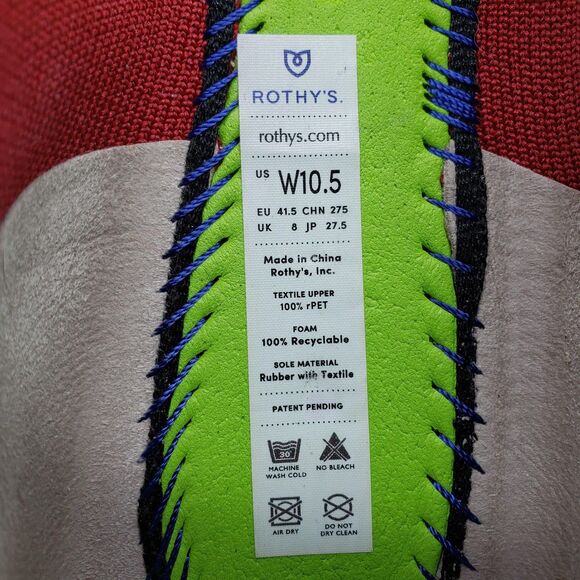 ROTHY'S.
rothys.com
US W10.5
EU 41.5 CHN 275
UK 8 JP 27.5
Made in China
Rothy's, Inc.
TEXTILE UPPER
100% rPET
FOAM
100% Recyclable
SOLE MATERIAL
Rubber with Textile
PATENT PENDING
30°
MACHINE WASH COLD
NO BLEACH
AIR DRY
DO NOT DRY CLEAN